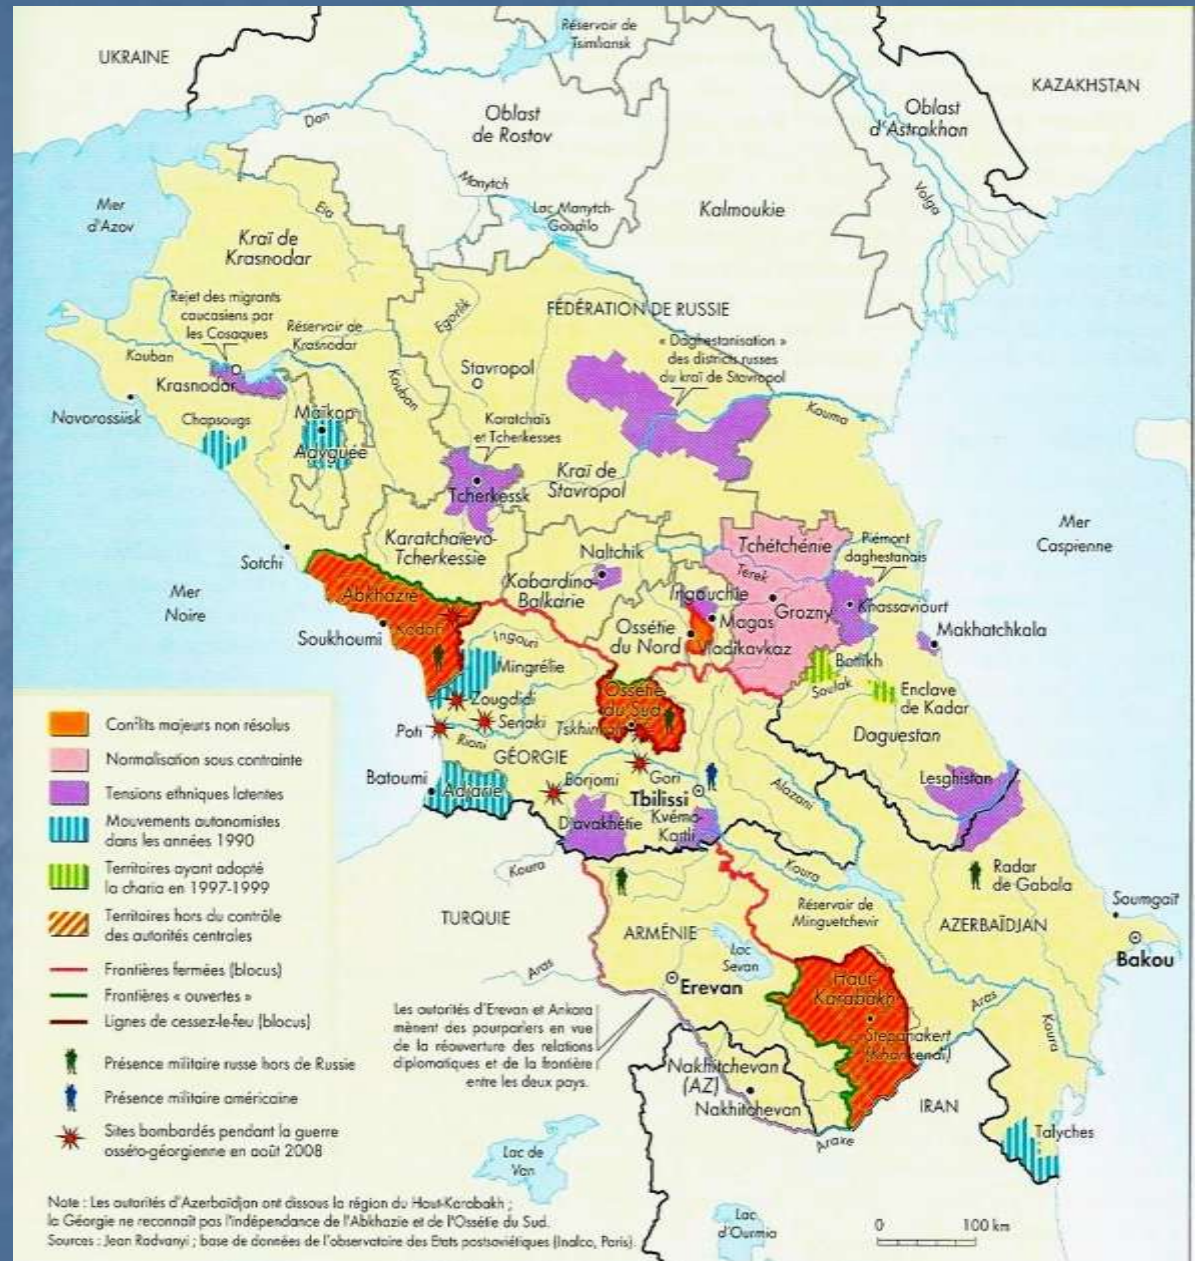 UKRAINE
Réservoir de
Tsimliansk
KAZAKHSTAN
Oblast
de Rostov
Oblast
d'Astrakhan
Don
Manytch
Volga
Mer
d'Azov
Eïa
Lac Manytch-
Goudilo
Kalmoukie
Kraï de
Krasnodar
Rejet des migrants
caucasiens par
les Cosaques
Réservoir de
Krasnodar
Egorlik
FÉDÉRATION DE RUSSIE
« Daghestanisation »
des districts russes
du kraï de Stavropol
Kouban
Krasnodar
Kouban
Stavropol
Kouma
Novorossiisk
Chapsougs
Maïkop
Adyguée
Karatchaïs
et Tcherkesses
Tcherkessk
Kraï de
Stavropol
Mer
Caspienne
Karatchaïevo-
Tcherkessie
Naltchik
Tchétchénie
Piémont
daghestanais
Sotchi
Terek
Mer
Noire
Abkhazie
Kabardino-
Balkarie
Ingouchie
Grozny
Khassaviourt
Soukhoumi
Kodori
Ingouri
Ossétie
du Nord
Magas
Vladikavkaz
Makhatchkala
Mingrélie
Botlikh
Zougdidi
Ossétie
du Sud
Soulak
Enclave
de Kadar
Senaki
Poti
Rioni
Tskhinvali
Daguestan
GÉORGIE
Batoumi
Adjarie
Borjomi
Gori
Alazani
Lesghistan
Tbilissi
Djavakhétie
Kvémo-
Kartli
Koura
Koura
Radar
de Gabala
TURQUIE
ARMÉNIE
Réservoir de
Minguetchevir
AZERBAÏDJAN
Soumgaït
Bakou
Lac
Sevan
Aras
Erevan
Haut-
Karabakh
Aras
Koura
Stepanakert
(Khankendi)
Les autorités d'Erevan et Ankara
mènent des pourparlers en vue
de la réouverture des relations
diplomatiques et de la frontière
entre les deux pays.
Nakhitchevan
(AZ)
Nakhitchevan
IRAN
Talyches
Arake
Lac de
Van
Lac
d'Ourmia
Conflits majeurs non résolus
Normalisation sous contrainte
Tensions ethniques latentes
Mouvements autonomistes
dans les années 1990
Territoires ayant adopté
la charia en 1997-1999
Territoires hors du contrôle
des autorités centrales
Frontières fermées (blocus)
Frontières « ouvertes »
Lignes de cessez-le-feu (blocus)
Présence militaire russe hors de Russie
Présence militaire américaine
Sites bombardés pendant la guerre
osséto-géorgienne en août 2008
Note : Les autorités d'Azerbaïdjan ont dissous la région du Haut-Karabakh ;
la Géorgie ne reconnaît pas l'indépendance de l'Abkhazie et de l'Ossétie du Sud.
Sources : Jean Radvanyi ; base de données de l'observatoire des Etats postsoviétiques (Inalco, Paris).
0 100 km